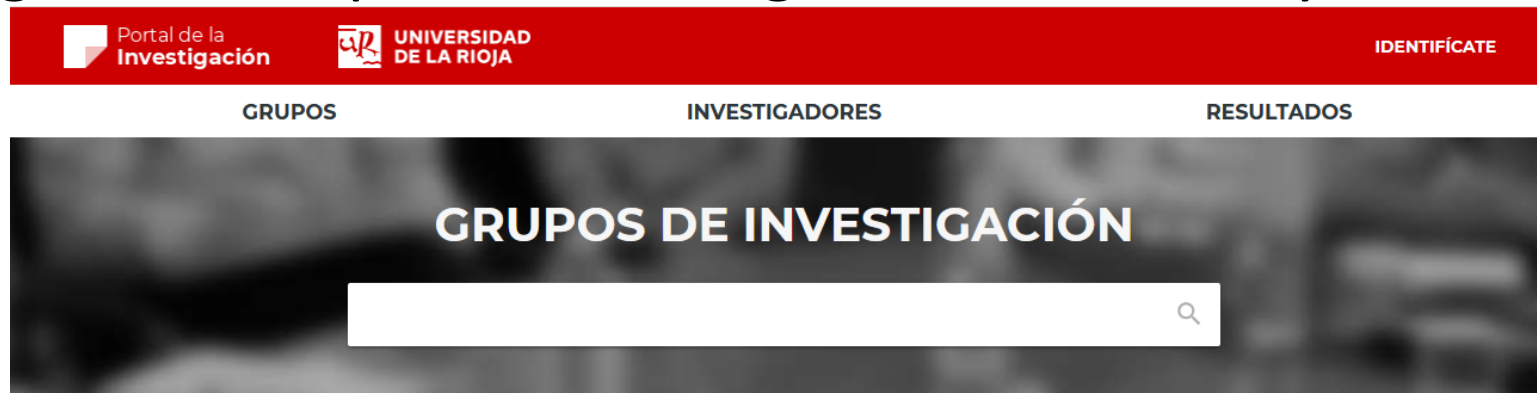 Portal de la
Investigación
UNIVERSIDAD
DE LA RIOJA
IDENTIFÍCATE
GRUPOS
INVESTIGADORES
RESULTADOS
GRUPOS DE INVESTIGACIÓN